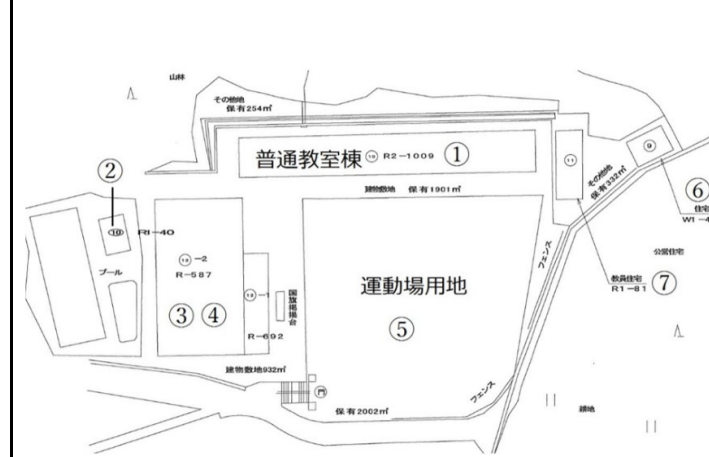 山林
その他地
保有254㎡
普通教室棟 R2-1009 ①
②
R1-40
プール
建物敷地 保有1901㎡
⑪
その他地
保有332㎡
⑨
⑥
住宅
W1-4
公営住宅
-2
R-587
③ ④
-1
R-692
国旗掲揚台
運動場用地
⑤
フェンス
教員住宅
R1-81
⑦
建物敷地932㎡
門
保有2002㎡
フェンス
耕地